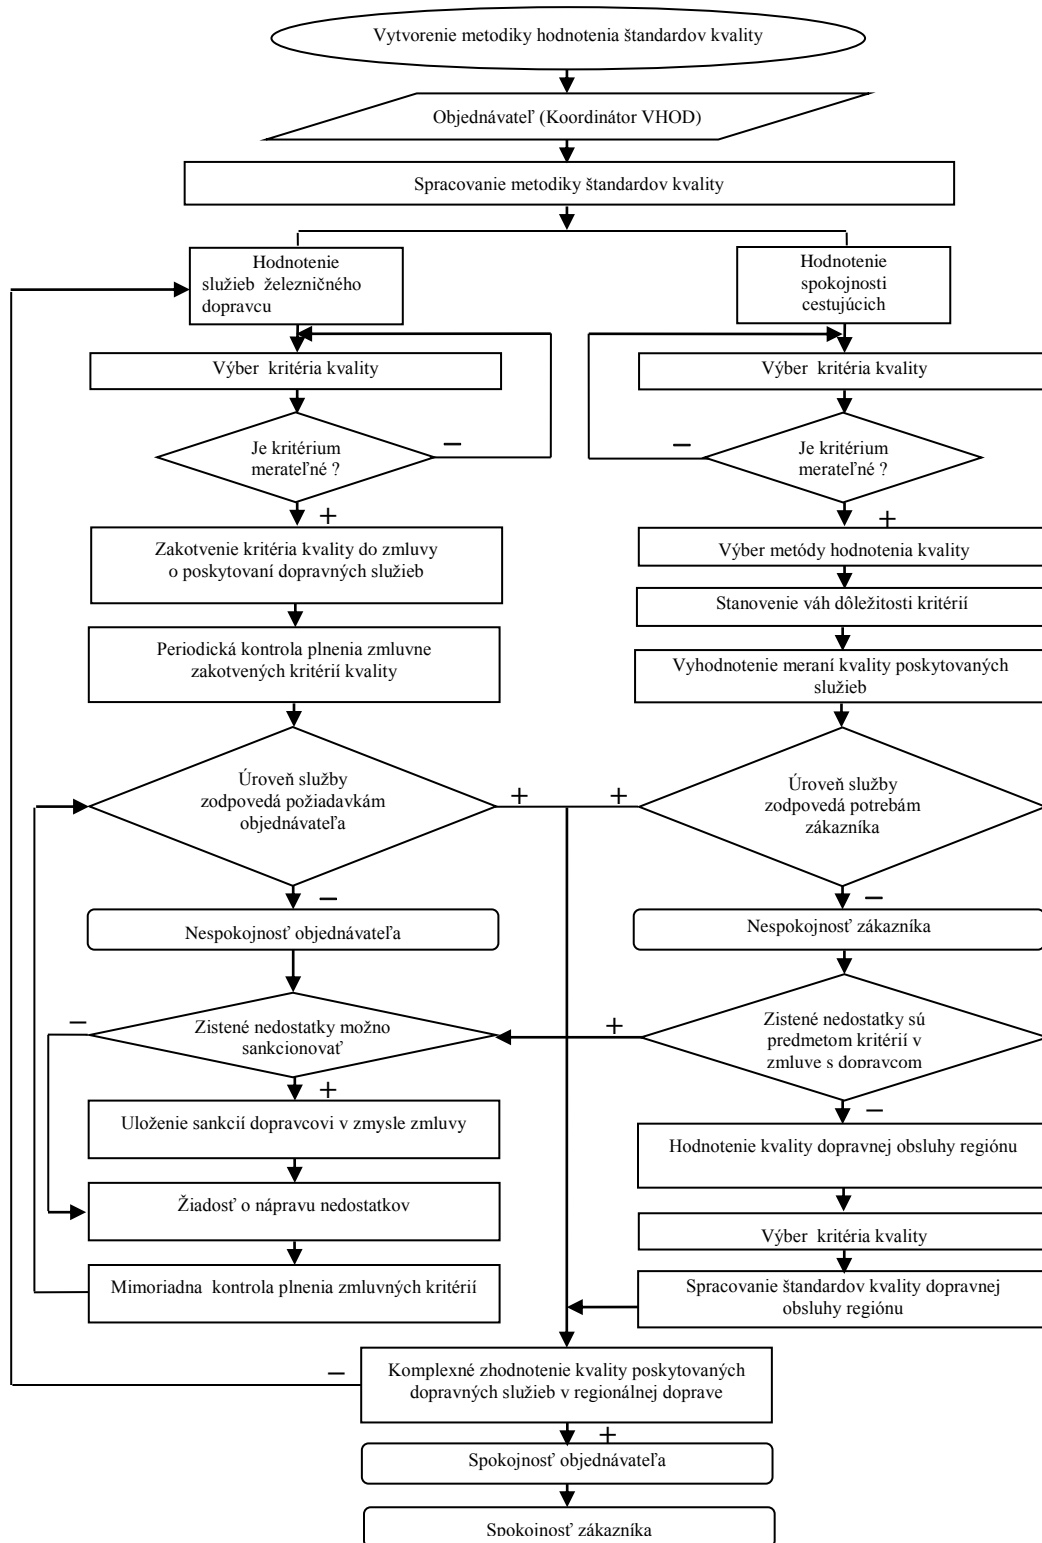 Vytvorenie metodiky hodnotenia štandardov kvality
Objednávateľ (Koordinátor VHOD)
Spracovanie metodiky štandardov kvality
Hodnotenie
služieb železničného
dopravcu
Hodnotenie
spokojnosti
cestujúcich
Výber kritéria kvality
Výber kritéria kvality
Je kritérium
merateľné ?
–
–
Je kritérium
merateľné ?
+
+
Zakotvenie kritéria kvality do zmluvy
o poskytovaní dopravných služieb
Výber metódy hodnotenia kvality
Stanovenie váh dôležitosti kritérií
Periodická kontrola plnenia zmluvne
zakotvených kritérií kvality
Vyhodnotenie meraní kvality poskytovaných
služieb
Úroveň služby
zodpovedá požiadavkám
objednávateľa
+
+
Úroveň služby
zodpovedá potrebám
zákazníka
–
–
Nespokojnosť objednávateľa
Nespokojnosť zákazníka
–
Zistené nedostatky možno
sankcionovať
+
Zistené nedostatky sú
predmetom kritérií v
zmluve s dopravcom
+
–
Uloženie sankcií dopravcovi v zmysle zmluvy
Hodnotenie kvality dopravnej obsluhy regiónu
Žiadosť o nápravu nedostatkov
Výber kritéria kvality
Mimoriadna kontrola plnenia zmluvných kritérií
Spracovanie štandardov kvality dopravnej
obsluhy regiónu
–
Komplexné zhodnotenie kvality poskytovaných
dopravných služieb v regionálnej doprave
+
Spokojnosť objednávateľa
Spokojnosť zákazníka